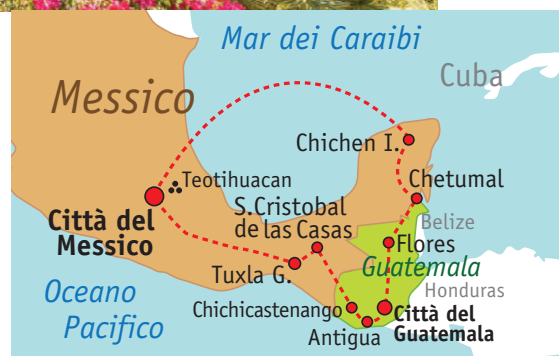 Mar dei Caraibi
Cuba
Messico
Chichen I.
Teotihuacan
Chetumal
S.Cristobal
de las Casas
Città del
Messico
Belize
Flores
Tuxla G.
Guatemala
Oceano
Pacifico
Honduras
Chichicastenango
Città del
Guatemala
Antigua